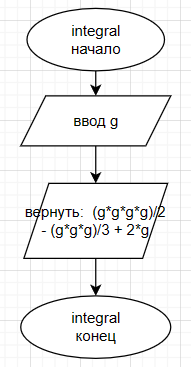 integral
начало
ввод g
вернуть: (g*g*g*g)/2
- (g*g*g)/3 + 2*g
integral
конец